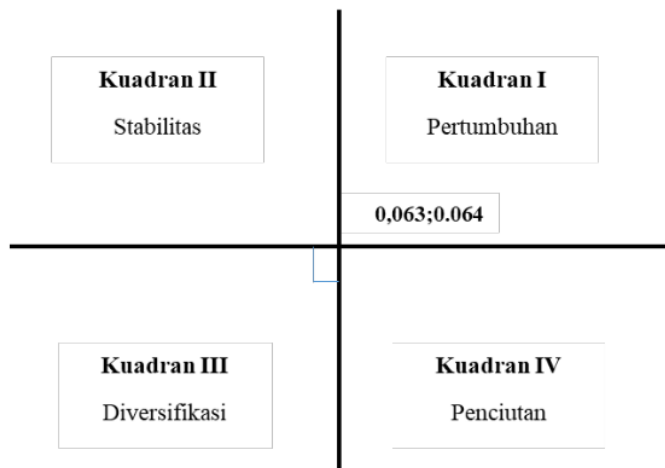 Kuadran II
Stabilitas
Kuadran I
Pertumbuhan
0,063;0.064
Kuadran III
Diversifikasi
Kuadran IV
Penciutan